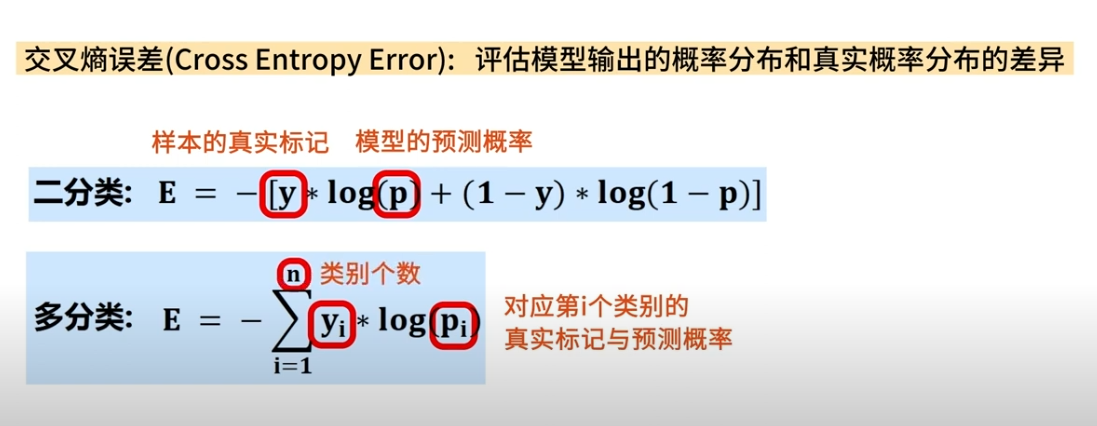 交叉熵误差(Cross Entropy Error): 评估模型输出的概率分布和真实概率分布的差异
样本的真实标记 模型的预测概率
二分类: E = −[y * log(p) + (1 − y) * log(1 − p)]
n 类别个数
多分类: E = − ∑ yᵢ * log(pᵢ)
i=1
对应第i个类别的
真实标记与预测概率